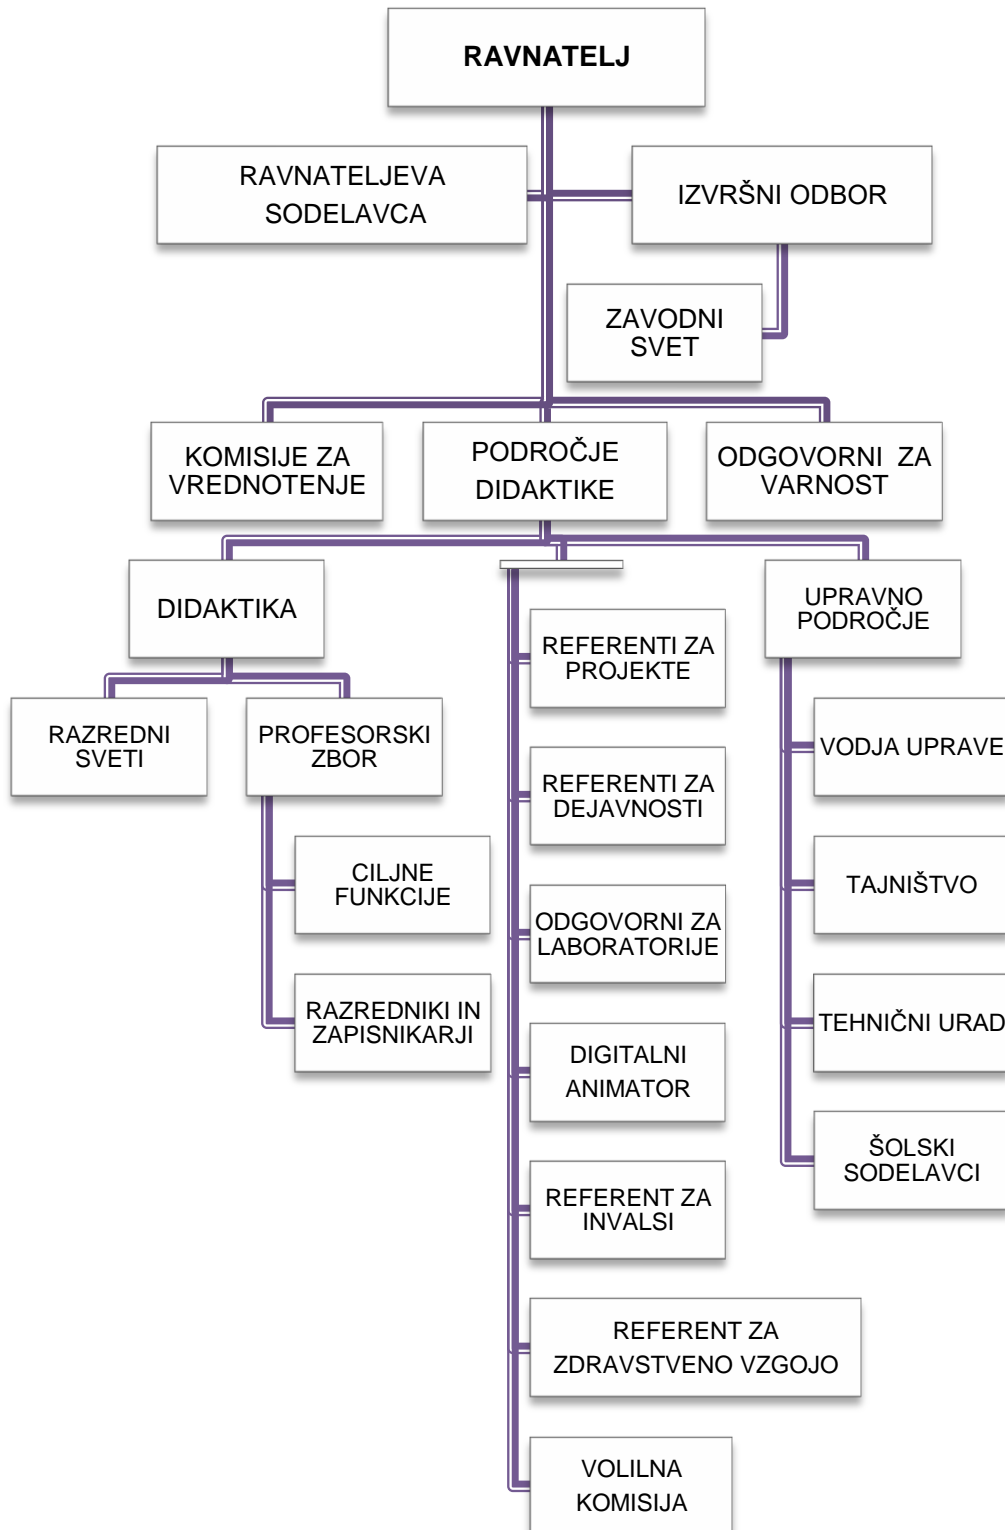 RAVNATELJ
RAVNATELJEVA
SODELAVCA
IZVRŠNI ODBOR
ZAVODNI
SVET
KOMISIJE ZA
VREDNOTENJE
PODROČJE
DIDAKTIKE
ODGOVORNI ZA
VARNOST
DIDAKTIKA
UPRAVNO
PODROČJE
RAZREDNI
SVETI
PROFESORSKI
ZBOR
CILJNE
FUNKCIJE
RAZREDNIKI IN
ZAPISNIKARJI
REFERENTI ZA
PROJEKTE
REFERENTI ZA
DEJAVNOSTI
ODGOVORNI ZA
LABORATORIJE
DIGITALNI
ANIMATOR
REFERENT ZA
INVALSI
REFERENT ZA
ZDRAVSTVENO VZGOJO
VOLILNA
KOMISIJA
VODJA UPRAVE
TAJNIŠTVO
TEHNIČNI URAD
ŠOLSKI
SODELAVCI